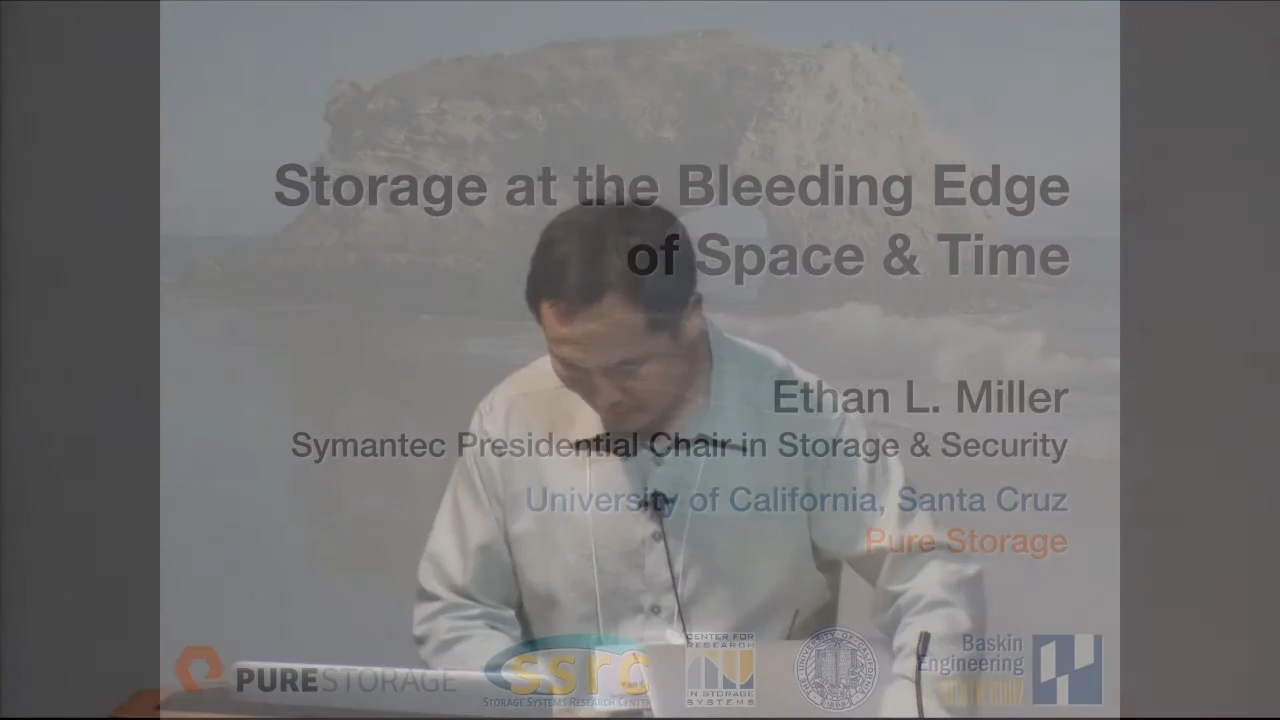 Storage at the Bleeding Edge
of Space & Time
Ethan L. Miller
Symantec Presidential Chair in Storage & Security
University of California, Santa Cruz
Pure Storage
PURESTORAGE
ssrc
STORAGE SYSTEMS RESEARCH CENTER
CENTER FOR
RESEARCH
IN STORAGE
SYSTEMS
Baskin
Engineering